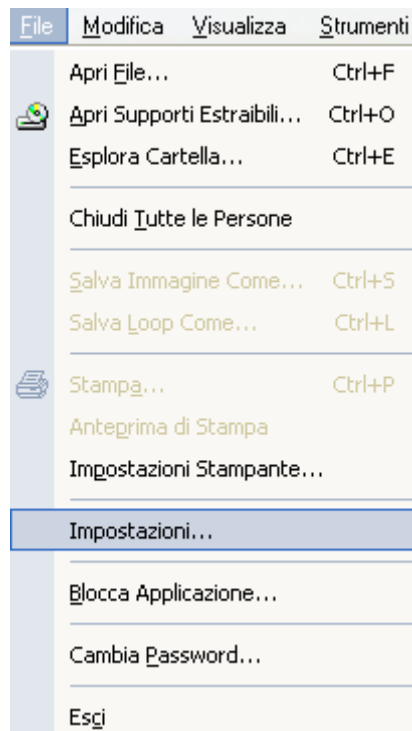 File Modifica Visualizza Strumenti
Apri File... Ctrl+F
Apri Supporti Estraibili... Ctrl+O
Esplora Cartella... Ctrl+E
Chiudi Tutte le Persone
Salva Immagine Come... Ctrl+S
Salva Loop Come... Ctrl+L
Stampa... Ctrl+P
Anteprima di Stampa
Impostazioni Stampante...
Impostazioni...
Blocca Applicazione...
Cambia Password...
Esci